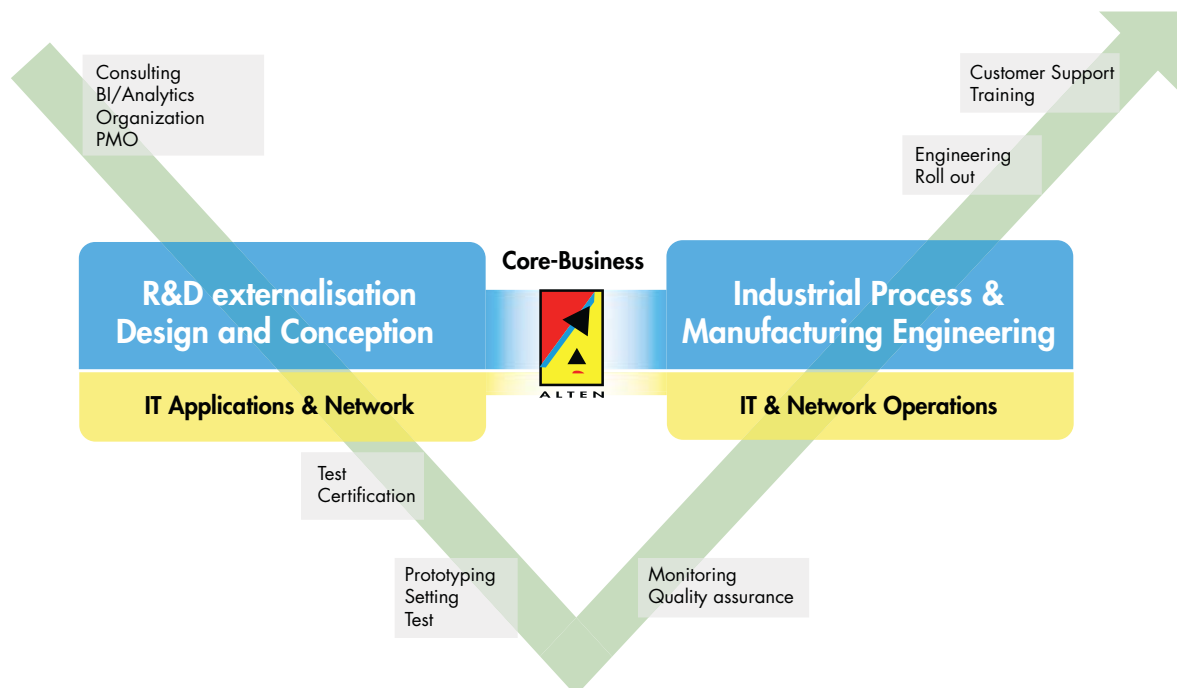 Consulting
BI/Analytics
Organization
PMO
Customer Support
Training
Engineering
Roll out
Core-Business
R&D externalisation
Design and Conception
IT Applications & Network
ALTEN
Industrial Process &
Manufacturing Engineering
IT & Network Operations
Test
Certification
Prototyping
Setting
Test
Monitoring
Quality assurance